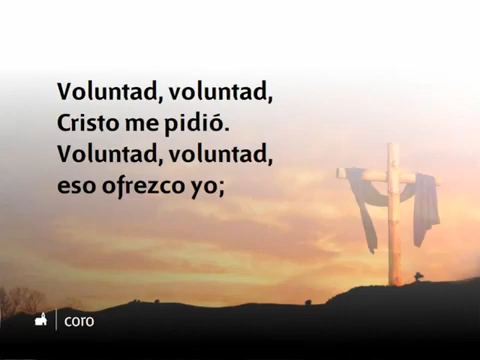 Voluntad, voluntad,
Cristo me pidió.
Voluntad, voluntad,
eso ofrezco yo;
coro